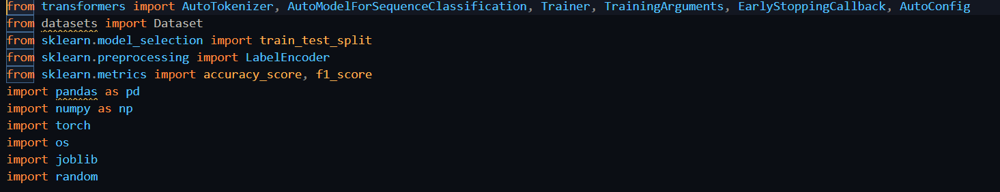 from transformers import AutoTokenizer, AutoModelForSequenceClassification, Trainer, TrainingArguments, EarlyStoppingCallback, AutoConfig
from datasets import Dataset
from sklearn.model_selection import train_test_split
from sklearn.preprocessing import LabelEncoder
from sklearn.metrics import accuracy_score, f1_score
import pandas as pd
import numpy as np
import torch
import os
import joblib
import random